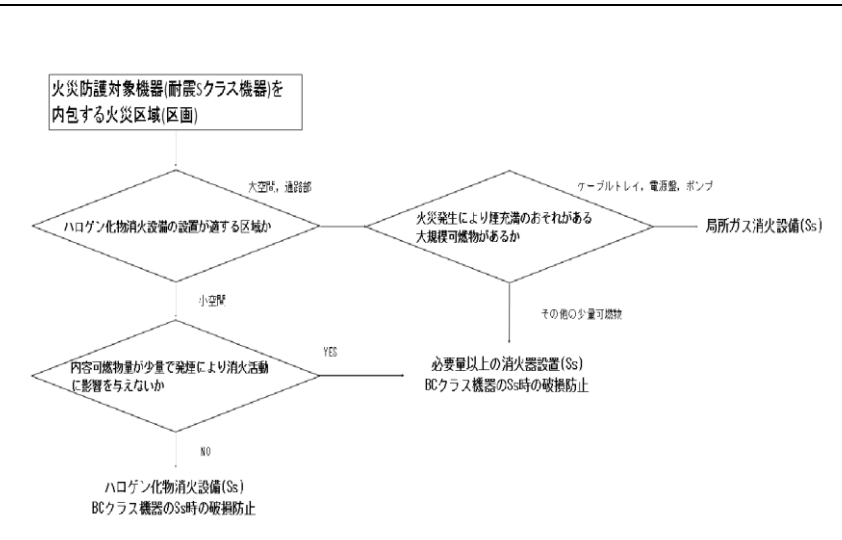 火災防護対象機器(耐震Sクラス機器)を
内包する火災区域(区画)
大空間，通路部
ケーブルトレイ，電源盤，ポンプ
ハロゲン化物消火設備の設置が適する区域か
火災発生により煙充満のおそれがある
大規模可燃物があるか
局所ガス消火設備(Ss)
小空間
その他の少量可燃物
内容可燃物量が少量で発煙により消火活動
に影響を与えないか
YES
必要量以上の消火器設置(Ss)
BCクラス機器のSs時の破損防止
NO
ハロゲン化物消火設備(Ss)
BCクラス機器のSs時の破損防止